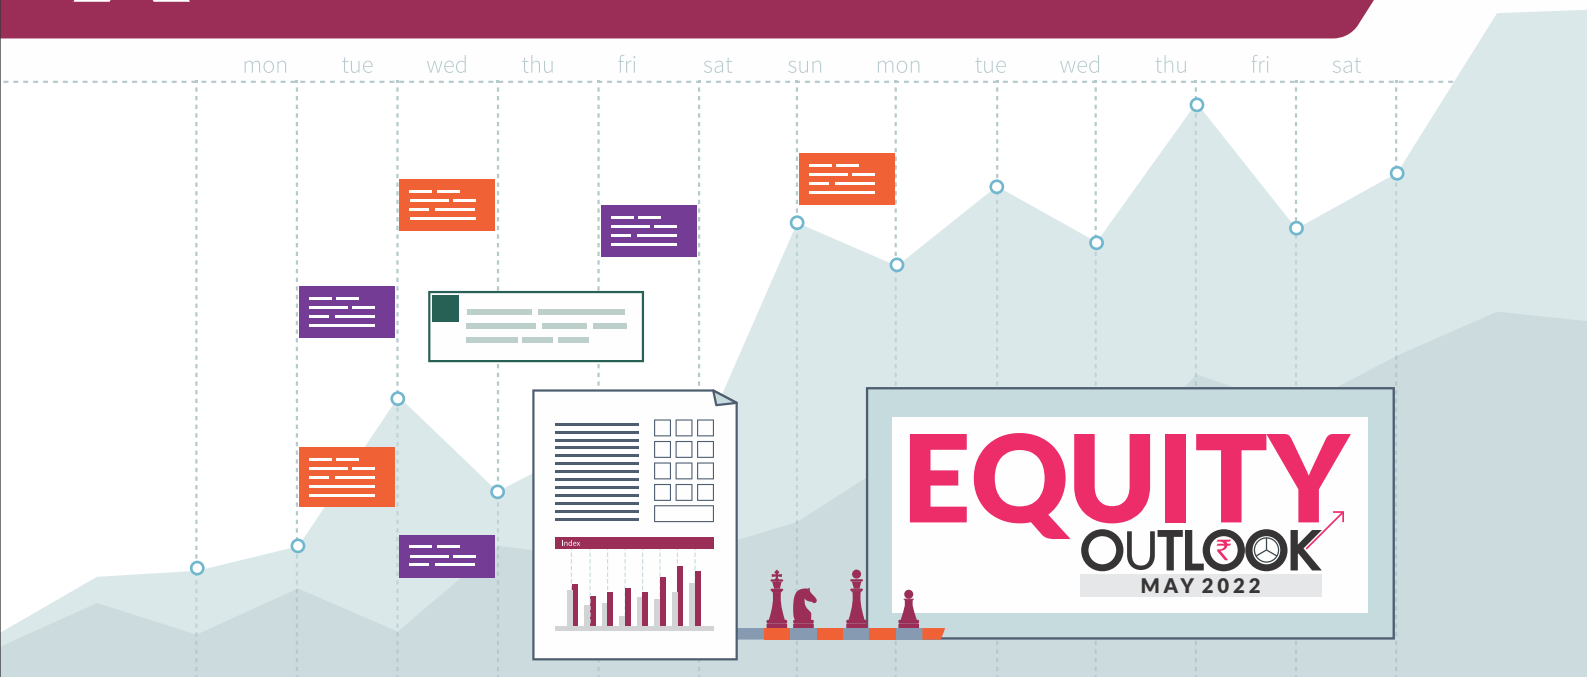 mon tue wed thu fri sat sun mon tue wed thu fri sat
Index
EQUITY
OUTLOOK
MAY 2022